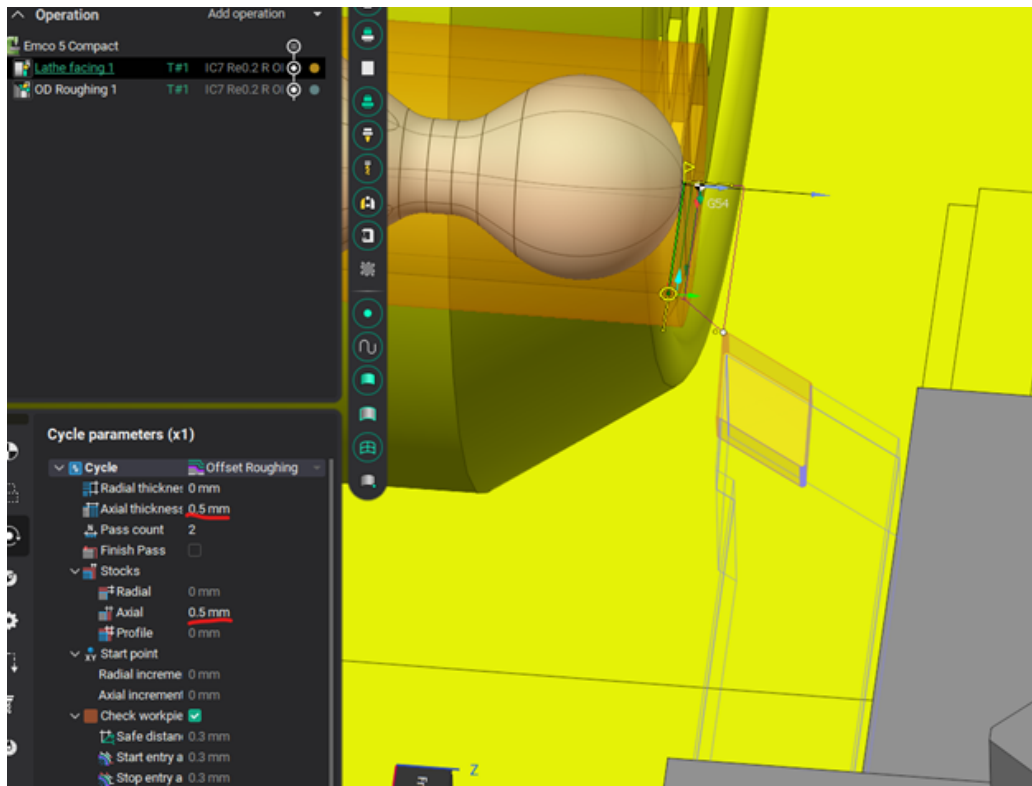 Operation
Add operation
Emco 5 Compact
Lathe facing 1 T#1 IC7 Re0.2 R OI
OD Roughing 1 T#1 IC7 Re0.2 R OI
G54
Cycle parameters (x1)
Cycle Offset Roughing
Radial thicknes 0 mm
Axial thickness 0.5 mm
Pass count 2
Finish Pass
Stocks
Radial 0 mm
Axial 0.5 mm
Profile 0 mm
Start point
Radial increme 0 mm
Axial increment 0 mm
Check workpie
Safe distan 0.3 mm
Start entry a 0.3 mm
Stop entry a 0.3 mm
Z